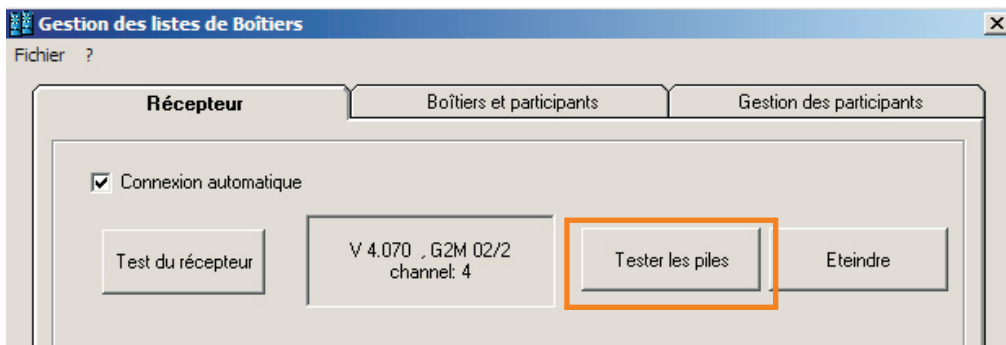 Gestion des listes de Boîtiers
Fichier ?
Récepteur Boîtiers et participants Gestion des participants
Connexion automatique
Test du récepteur
V 4.070 , G2M 02/2
channel: 4
Tester les piles
Eteindre